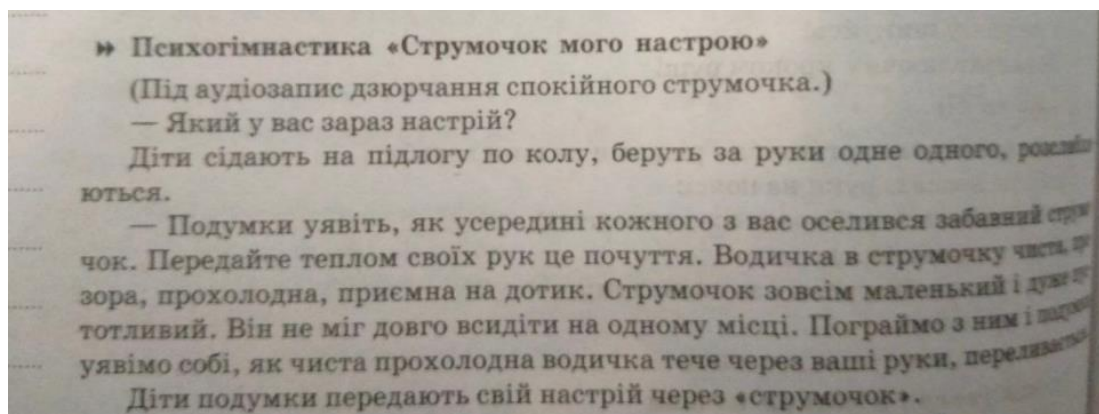 » Психогімнастика «Струмочок мого настрою»
(Під аудіозапис дзюрчання спокійного струмочка.)
— Який у вас зараз настрій?
Діти сідають на підлогу по колу, беруть за руки одне одного,
ються.
— Подумки уявіть, як усередині кожного з вас оселився забавний струмо
чок. Передайте теплом своїх рук це почуття. Водичка в струмочку чиста,
зора, прохолодна, приємна на дотик. Струмочок зовсім маленький і дуже
тотливий. Він не міг довго всидіти на одному місці. Пограймо з ним і
уявімо собі, як чиста прохолодна водичка тече через ваші руки, переливається.
Діти подумки передають свій настрій через «струмочок».